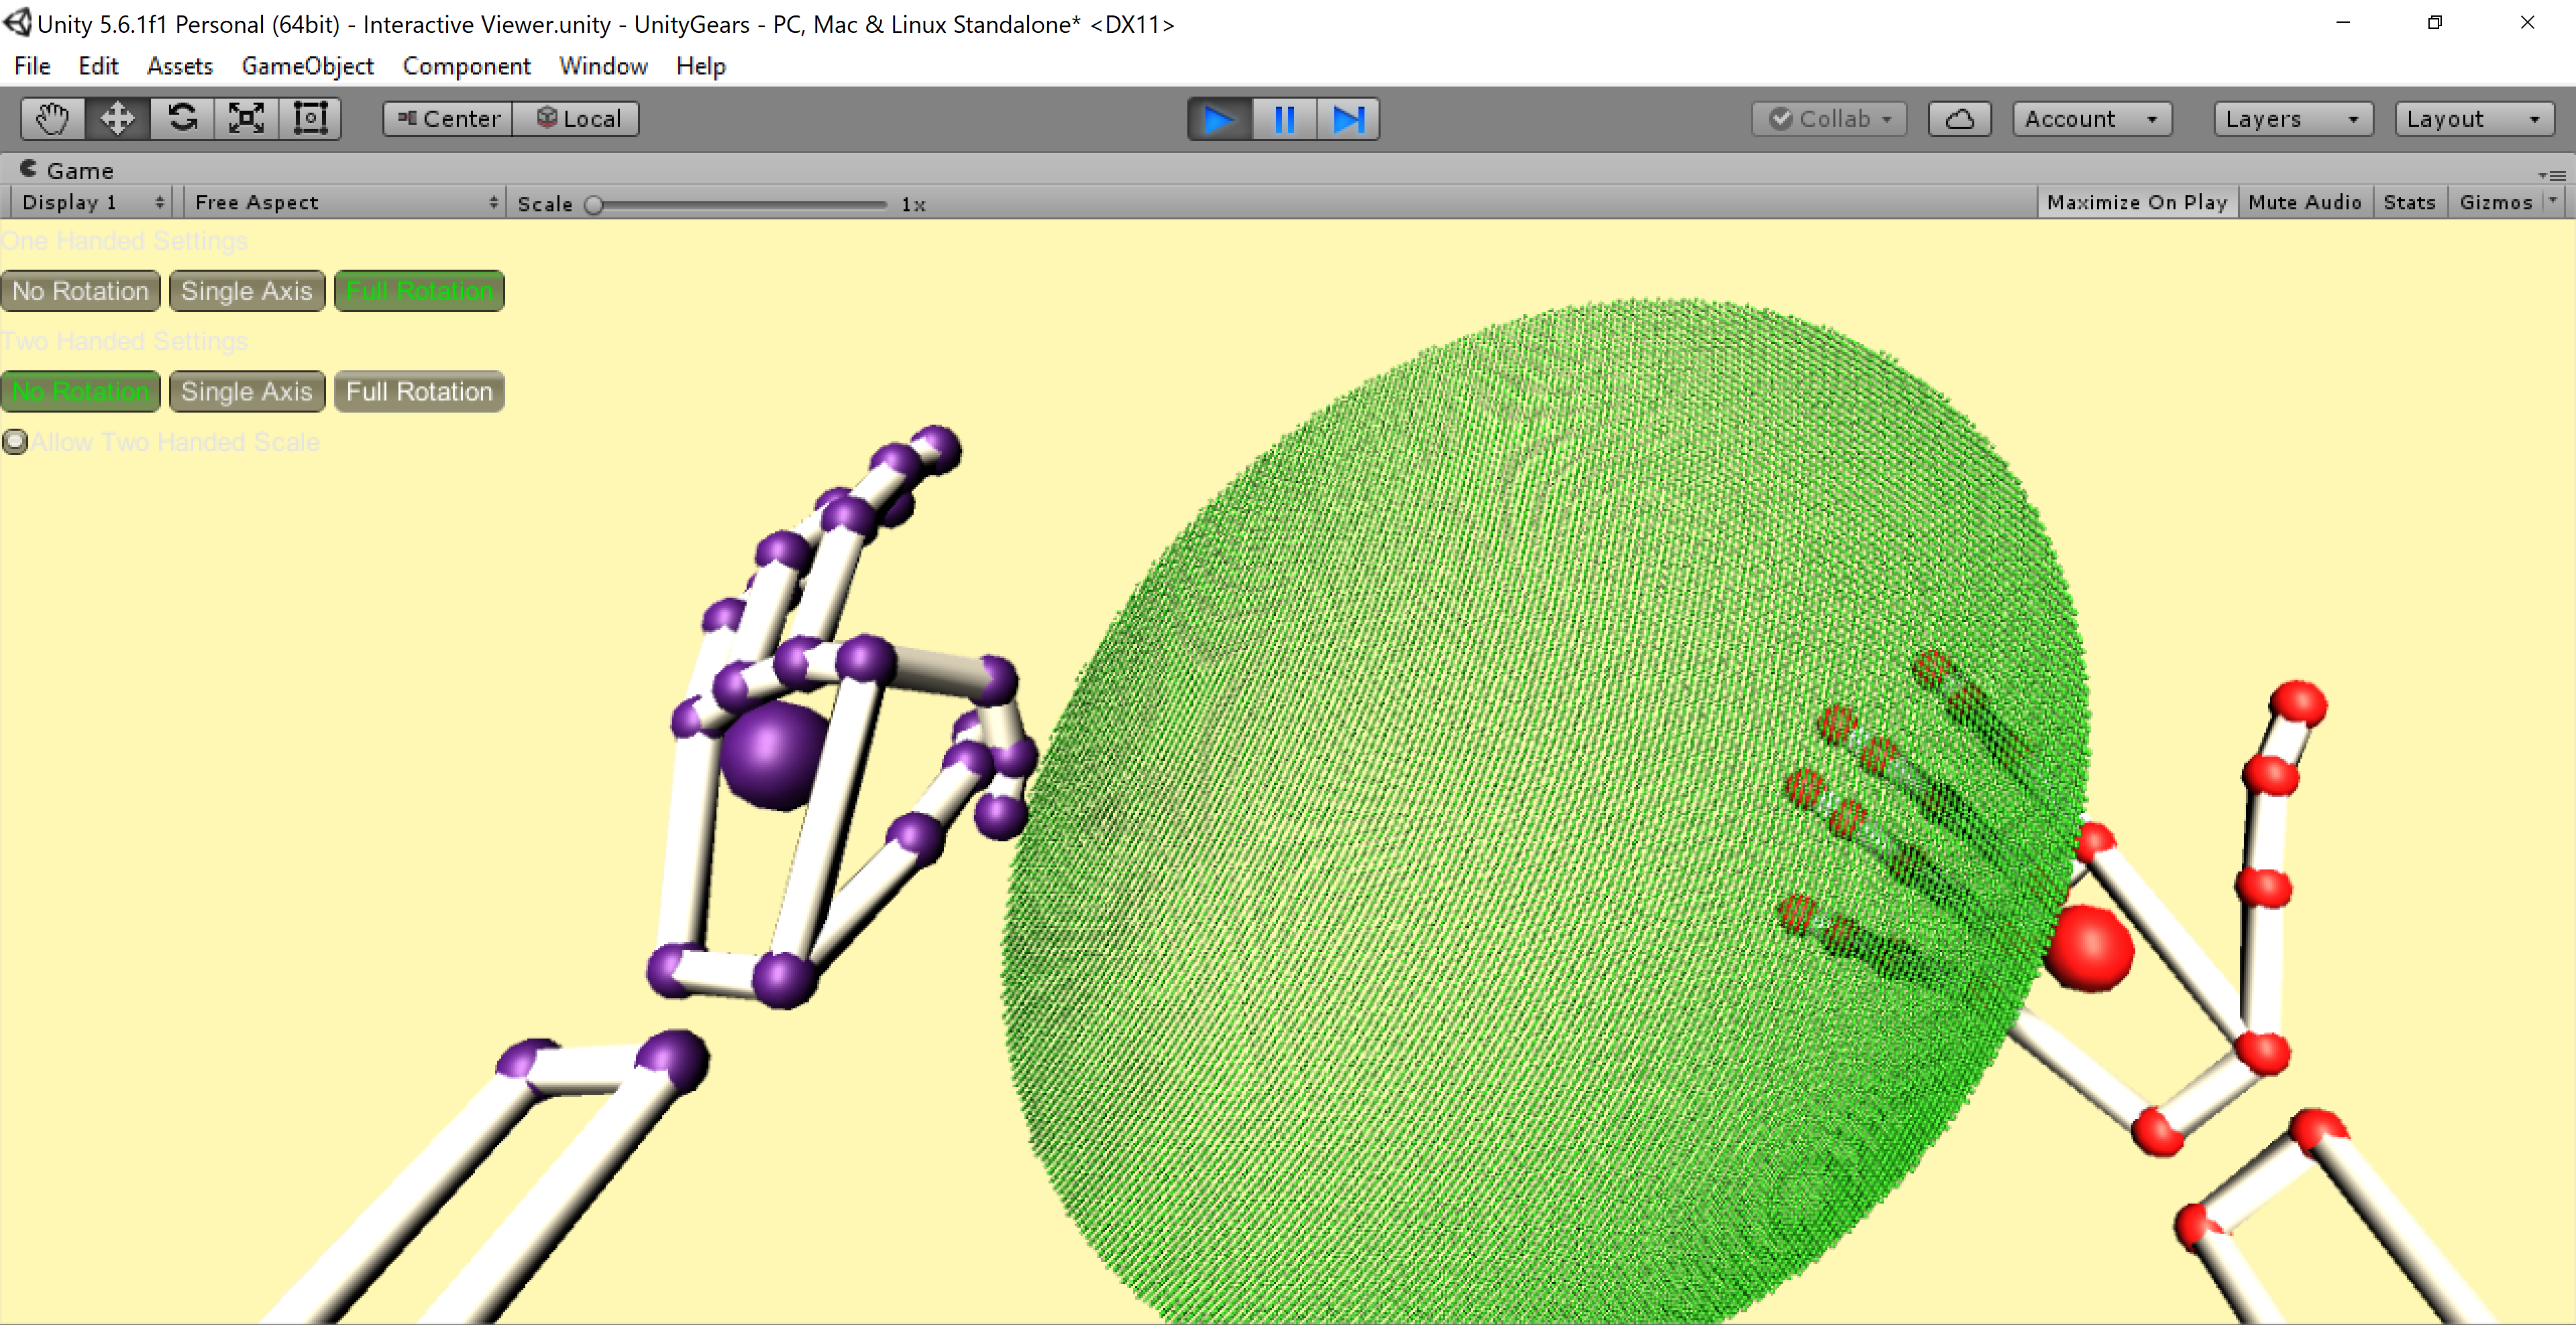 Unity 5.6.1f1 Personal (64bit) - Interactive Viewer.unity - UnityGears - PC, Mac & Linux Standalone* <DX11>
File Edit Assets GameObject Component Window Help
Center Local Collab Account Layers Layout
Game
Display 1 Free Aspect Scale 1x Maximize On Play Mute Audio Stats Gizmos
One Handed Settings
No Rotation Single Axis Full Rotation
Two Handed Settings
No Rotation Single Axis Full Rotation
Allow Two Handed Scale